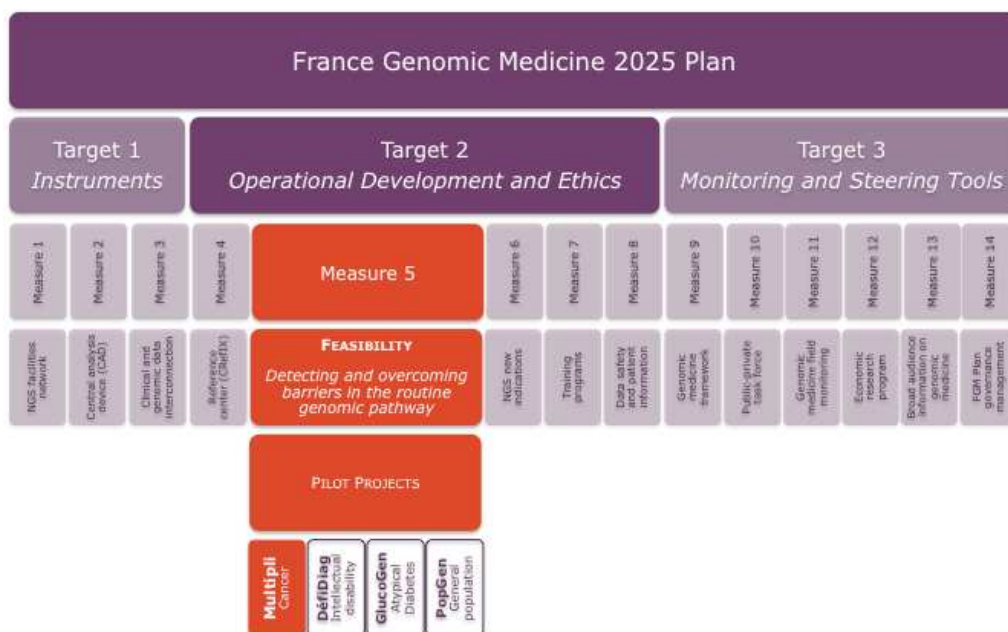 France Genomic Medicine 2025 Plan
Target 1
Instruments
Target 2
Operational Development and Ethics
Target 3
Monitoring and Steering Tools
Measure 1
Measure 2
Measure 3
Measure 4
Measure 5
Measure 6
Measure 7
Measure 8
Measure 9
Measure 10
Measure 11
Measure 12
Measure 13
Measure 14
NGS facilities
network
Central analysis
device (CAD)
Clinical and
genomic data
interconnection
Reference
center (CRefIX)
FEASIBILITY
Detecting and overcoming
barriers in the routine
genomic pathway
NGS new
indications
Training
programs
Data safety
and patient
information
Genomic
medicine
framework
Public-private
task force
Genomic
medicine field
monitoring
Economic
research
program
Broad audience
information on
genomic
medicine
FGM Plan
governance
management
PILOT PROJECTS
Multipli
Cancer
DéfiDiag
Intellectual
disability
GlucoGen
Atypical
Diabetes
PopGen
General
population